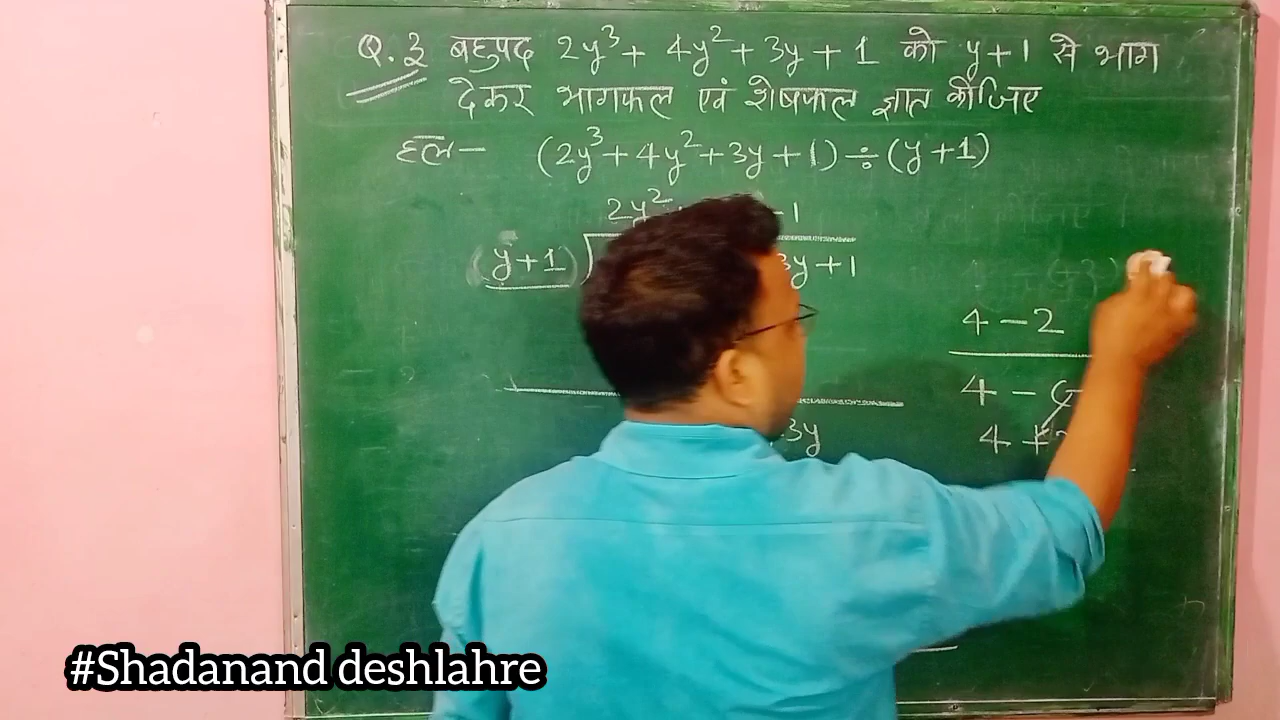 Q. 3 बहुपद 2y³ + 4y² + 3y + 1 को y + 1 से भाग
देकर भागफल एवं शेषफल ज्ञात कीजिए
हल— (2y³ + 4y² + 3y + 1) ÷ (y + 1)
2y² - 1
(y + 1) 3y + 1
4 - 2
4 -
3y
4 +
#Shadanand deshlahre